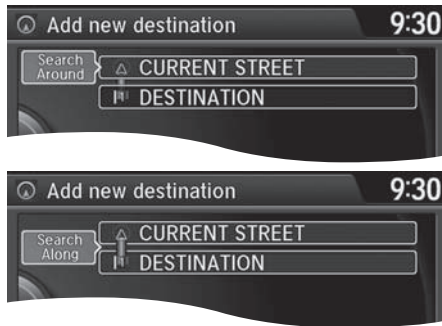 Add new destination 9:30
Search Around
CURRENT STREET
DESTINATION
Add new destination 9:30
Search Along
CURRENT STREET
DESTINATION